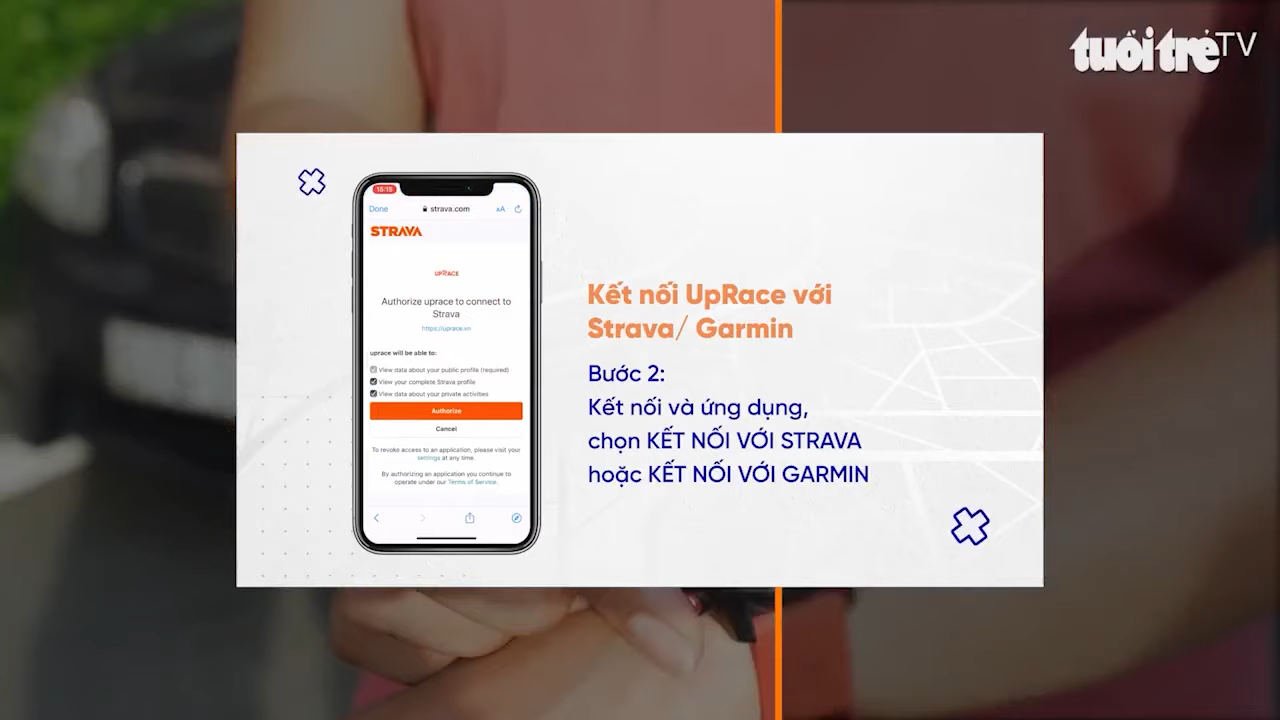 tuổi trẻ TV
15:15
Done
strava.com
AA
STRAVA
UPRACE
Authorize uprace to connect to
Strava
https://uprace.vn
uprace will be able to:
View data about your public profile (required)
View your complete Strava profile
View data about your private activities
Authorize
Cancel
To revoke access to an application, please visit your
settings at any time.
By authorizing an application you continue to
operate under our Terms of Service.
Kết nối UpRace với
Strava/ Garmin
Bước 2:
Kết nối và ứng dụng,
chọn KẾT NỐI VỚI STRAVA
hoặc KẾT NỐI VỚI GARMIN